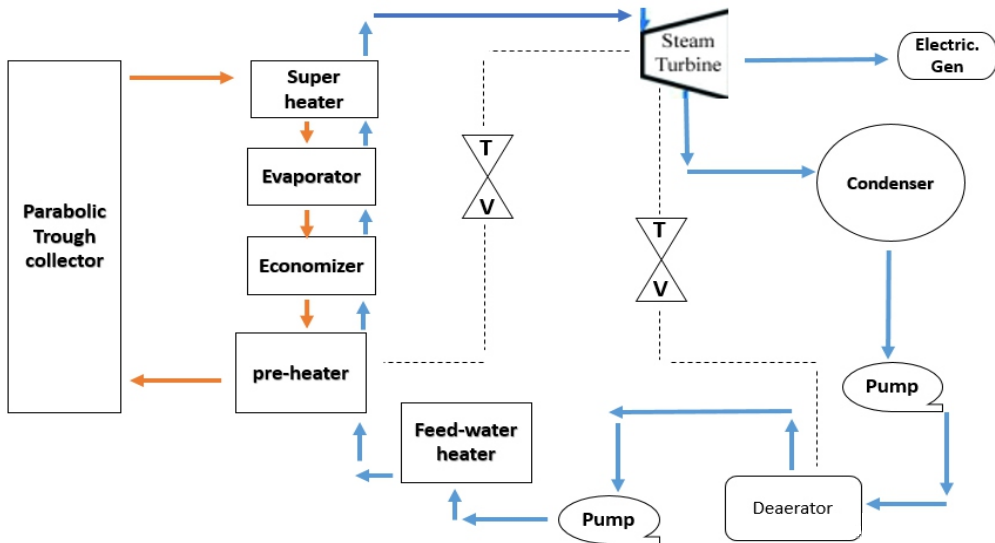 Steam
Turbine
Electric.
Gen
Super
heater
T
V
Evaporator
Condenser
Parabolic
Trough
collector
T
V
Economizer
pre-heater
Pump
Feed-water
heater
Deaerator
Pump